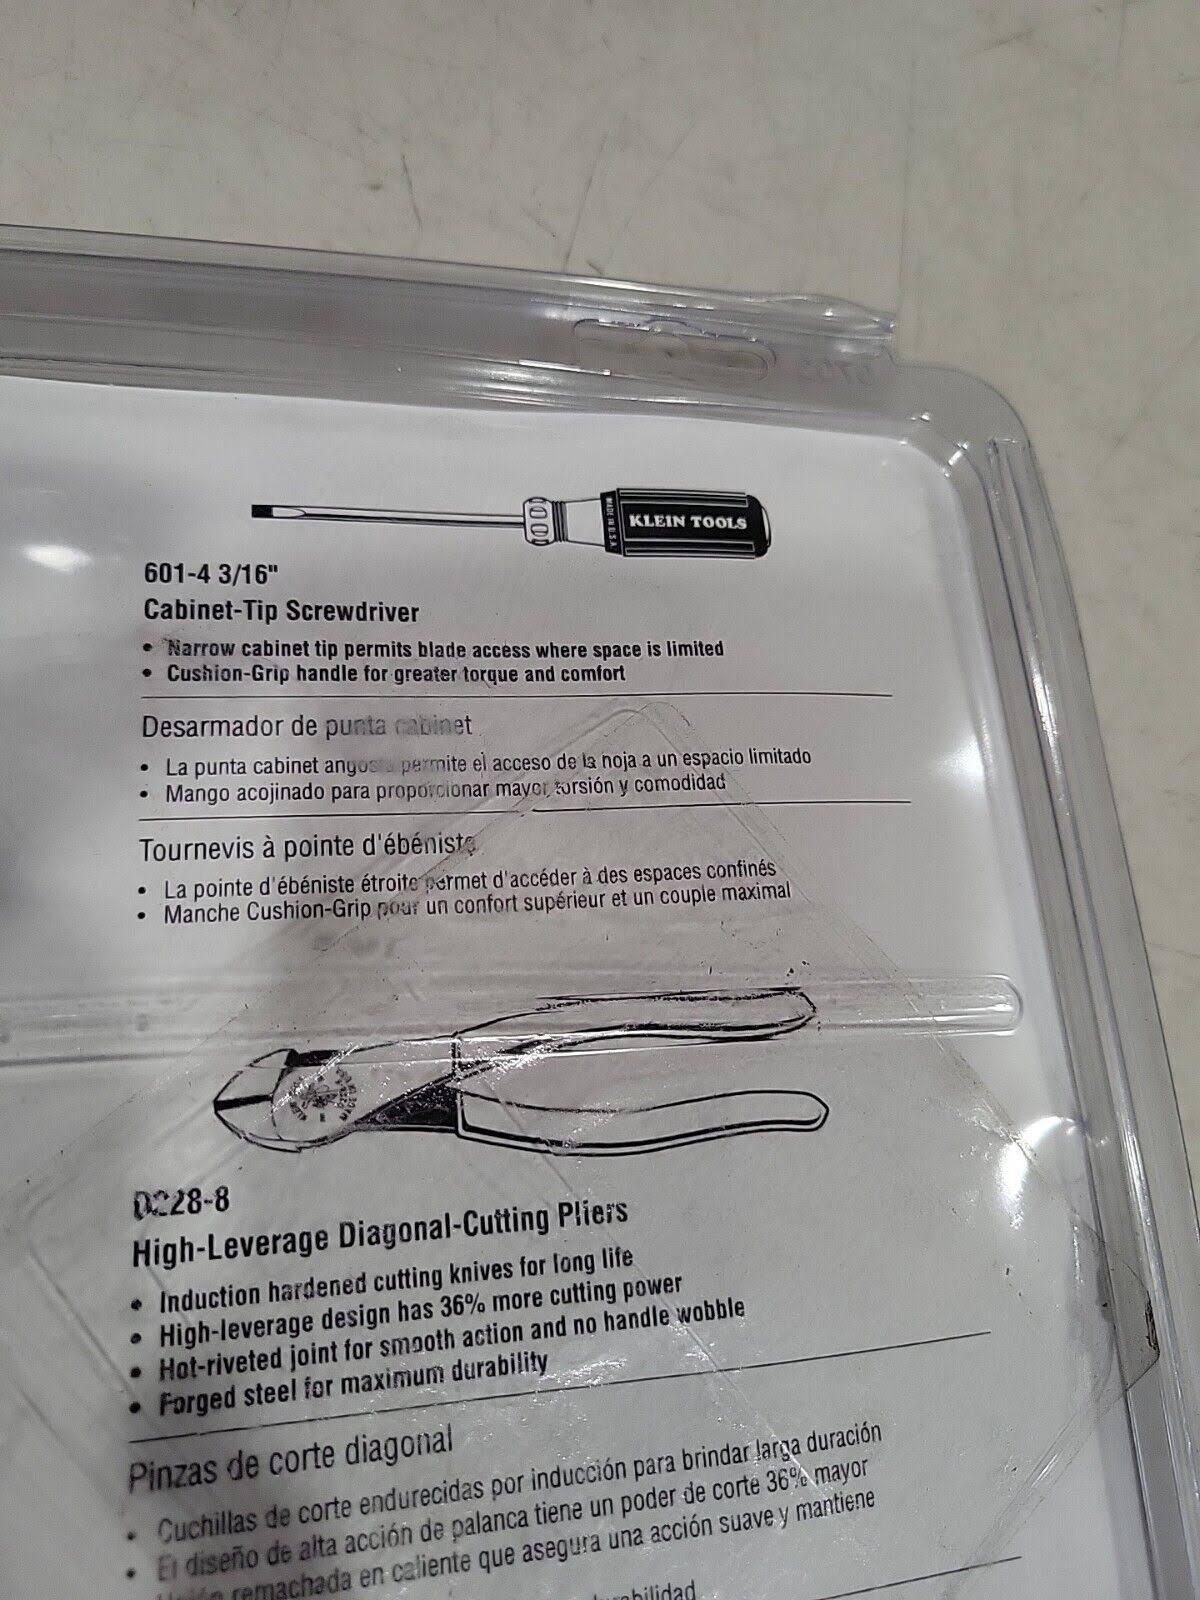 KLEIN TOOLS
MADE IN U.S.A.
601-4 3/16"
Cabinet-Tip Screwdriver
• Narrow cabinet tip permits blade access where space is limited
• Cushion-Grip handle for greater torque and comfort
Desarmador de punta cabinet
• La punta cabinet angosta permite el acceso de la hoja a un espacio limitado
• Mango acojinado para proporcionar mayor torsión y comodidad
Tournevis à pointe d'ébéniste
• La pointe d'ébéniste étroite permet d'accéder à des espaces confinés
• Manche Cushion-Grip pour un confort supérieur et un couple maximal
D228-8
High-Leverage Diagonal-Cutting Pliers
• Induction hardened cutting knives for long life
• High-leverage design has 36% more cutting power
• Hot-riveted joint for smooth action and no handle wobble
• Forged steel for maximum durability
Pinzas de corte diagonal
• Cuchillas de corte endurecidas por inducción para brindar larga duración
• El diseño de alta acción de palanca tiene un poder de corte 36% mayor
remachada en caliente que asegura una acción suave y mantiene